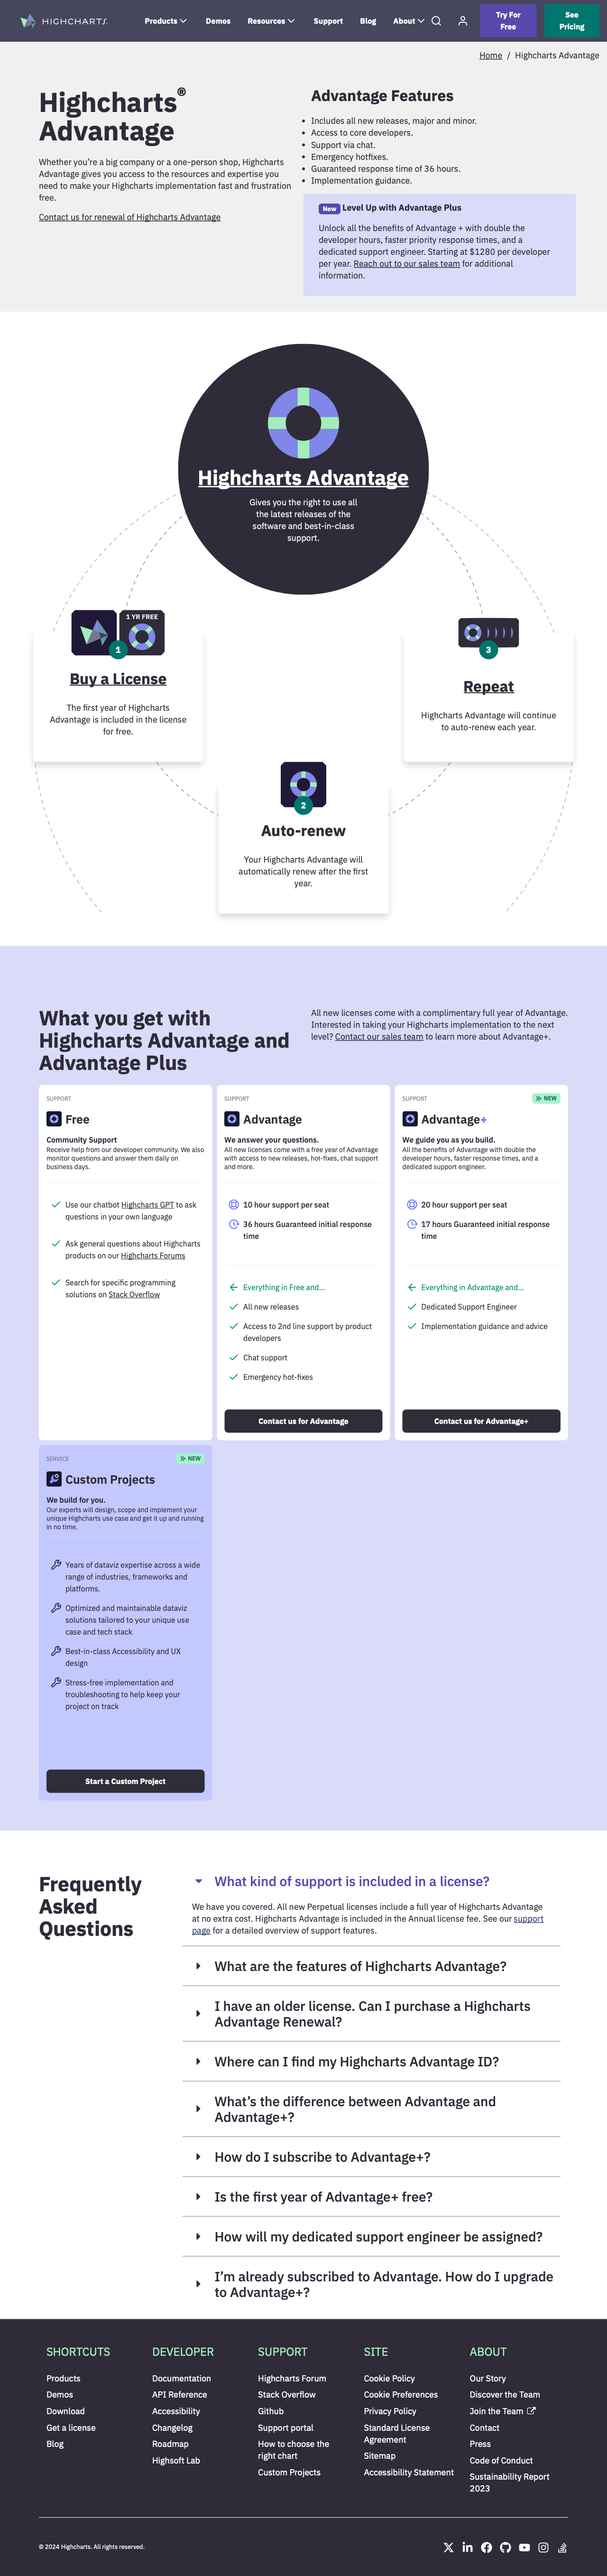 HIGHCHARTS
Products
Demos
Resources
Support
Blog
About
Try For
Free
See
Pricing
Home / Highcharts Advantage
Highcharts®
Advantage
Whether you're a big company or a one-person shop, Highcharts
Advantage gives you access to the resources and expertise you
need to make your Highcharts implementation fast and frustration
free.
Contact us for renewal of Highcharts Advantage
Advantage Features
Includes all new releases, major and minor.
Access to core developers.
Support via chat.
Emergency hotfixes.
Guaranteed response time of 36 hours.
Implementation guidance.
New Level Up with Advantage Plus
Unlock all the benefits of Advantage + with double the
developer hours, faster priority response times, and a
dedicated support engineer. Starting at $1280 per developer
per year. Reach out to our sales team for additional
information.
Highcharts Advantage
Gives you the right to use all
the latest releases of the
software and best-in-class
support.
1 YR FREE
1
Buy a License
The first year of Highcharts
Advantage is included in the license
for free.
3
Repeat
Highcharts Advantage will continue
to auto-renew each year.
2
Auto-renew
Your Highcharts Advantage will
automatically renew after the first
year.
What you get with
Highcharts Advantage and
Advantage Plus
All new licenses come with a complimentary full year of Advantage.
Interested in taking your Highcharts implementation to the next
level? Contact our sales team to learn more about Advantage+.
SUPPORT
Free
Community Support
Receive help from our developer community. We also
monitor questions and answer them daily on
business days.
Use our chatbot Highcharts GPT to ask
questions in your own language
Ask general questions about Highcharts
products on our Highcharts Forums
Search for specific programming
solutions on Stack Overflow
SUPPORT
Advantage
We answer your questions.
All new licenses come with a free year of Advantage
with access to new releases, hot-fixes, chat support
and more.
10 hour support per seat
36 hours Guaranteed initial response
time
Everything in Free and...
All new releases
Access to 2nd line support by product
developers
Chat support
Emergency hot-fixes
Contact us for Advantage
SUPPORT
NEW
Advantage+
We guide you as you build.
All the benefits of Advantage with double the
developer hours, faster response times, and a
dedicated support engineer.
20 hour support per seat
17 hours Guaranteed initial response
time
Everything in Advantage and...
Dedicated Support Engineer
Implementation guidance and advice
Contact us for Advantage+
SERVICE
NEW
Custom Projects
We build for you.
Our experts will design, scope and implement your
unique Highcharts use case and get it up and running
in no time.
Years of dataviz expertise across a wide
range of industries, frameworks and
platforms.
Optimized and maintainable dataviz
solutions tailored to your unique use
case and tech stack
Best-in-class Accessibility and UX
design
Stress-free implementation and
troubleshooting to help keep your
project on track
Start a Custom Project
Frequently
Asked
Questions
What kind of support is included in a license?
We have you covered. All new Perpetual licenses include a full year of Highcharts Advantage
at no extra cost. Highcharts Advantage is included in the Annual license fee. See our support
page for a detailed overview of support features.
What are the features of Highcharts Advantage?
I have an older license. Can I purchase a Highcharts
Advantage Renewal?
Where can I find my Highcharts Advantage ID?
What's the difference between Advantage and
Advantage+?
How do I subscribe to Advantage+?
Is the first year of Advantage+ free?
How will my dedicated support engineer be assigned?
I'm already subscribed to Advantage. How do I upgrade
to Advantage+?
SHORTCUTS
Products
Demos
Download
Get a license
Blog
DEVELOPER
Documentation
API Reference
Accessibility
Changelog
Roadmap
Highsoft Lab
SUPPORT
Highcharts Forum
Stack Overflow
Github
Support portal
How to choose the
right chart
Custom Projects
SITE
Cookie Policy
Cookie Preferences
Privacy Policy
Standard License
Agreement
Sitemap
Accessibility Statement
ABOUT
Our Story
Discover the Team
Join the Team
Contact
Press
Code of Conduct
Sustainability Report
2023
© 2024 Highcharts. All rights reserved.